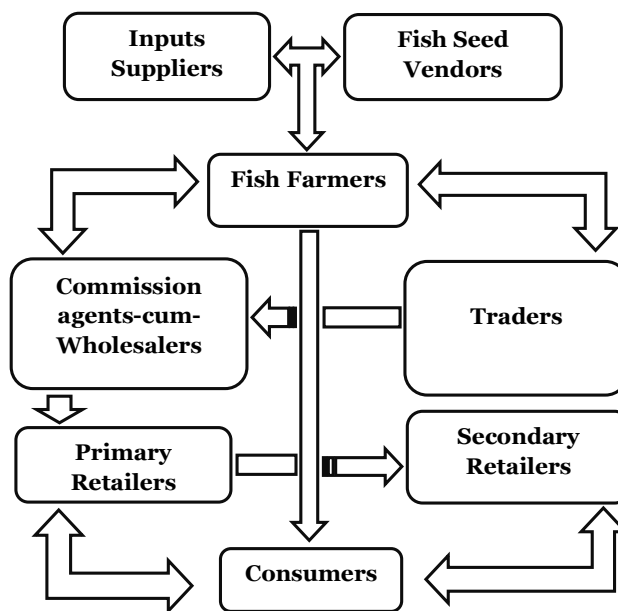 Inputs
Suppliers
Fish Seed
Vendors
Fish Farmers
Commission
agents-cum-
Wholesalers
Traders
Primary
Retailers
Secondary
Retailers
Consumers